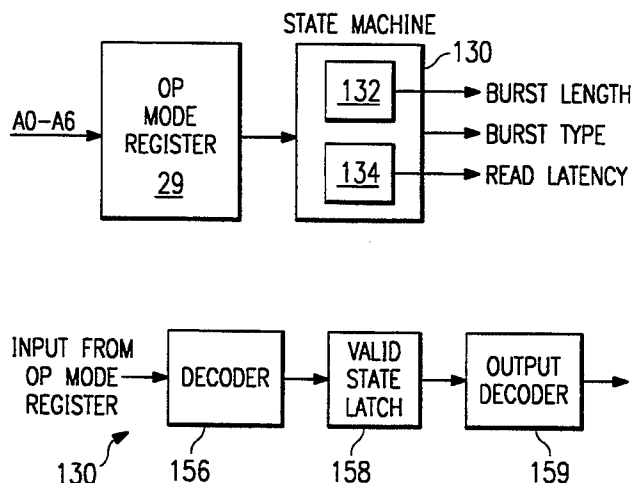 STATE MACHINE
130
OP
MODE
REGISTER
29
A0-A6
132
134
BURST LENGTH
BURST TYPE
READ LATENCY
INPUT FROM
OP MODE
REGISTER
130
DECODER
156
VALID
STATE
LATCH
158
OUTPUT
DECODER
159